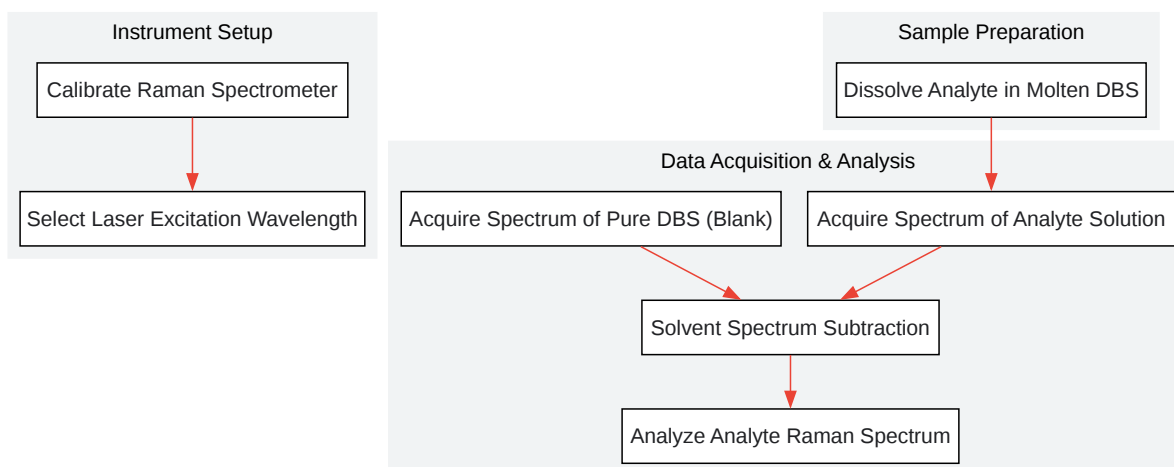 Instrument Setup
Calibrate Raman Spectrometer
Select Laser Excitation Wavelength
Sample Preparation
Dissolve Analyte in Molten DBS
Data Acquisition & Analysis
Acquire Spectrum of Pure DBS (Blank)
Acquire Spectrum of Analyte Solution
Solvent Spectrum Subtraction
Analyze Analyte Raman Spectrum